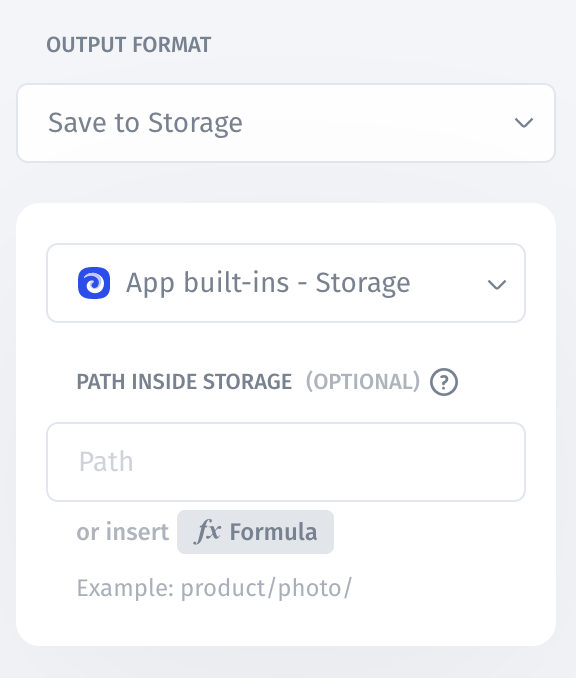 OUTPUT FORMAT
Save to Storage
App built-ins - Storage
PATH INSIDE STORAGE (OPTIONAL) ?
Path
or insert fx Formula
Example: product/photo/